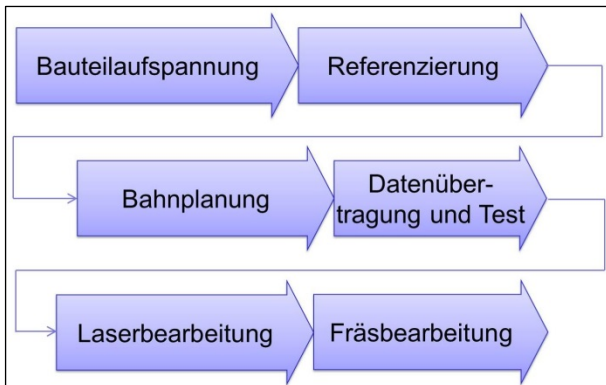 Bauteilaufspannung
Referenzierung
Bahnplanung
Datenüber-
tragung und Test
Laserbearbeitung
Fräsbearbeitung